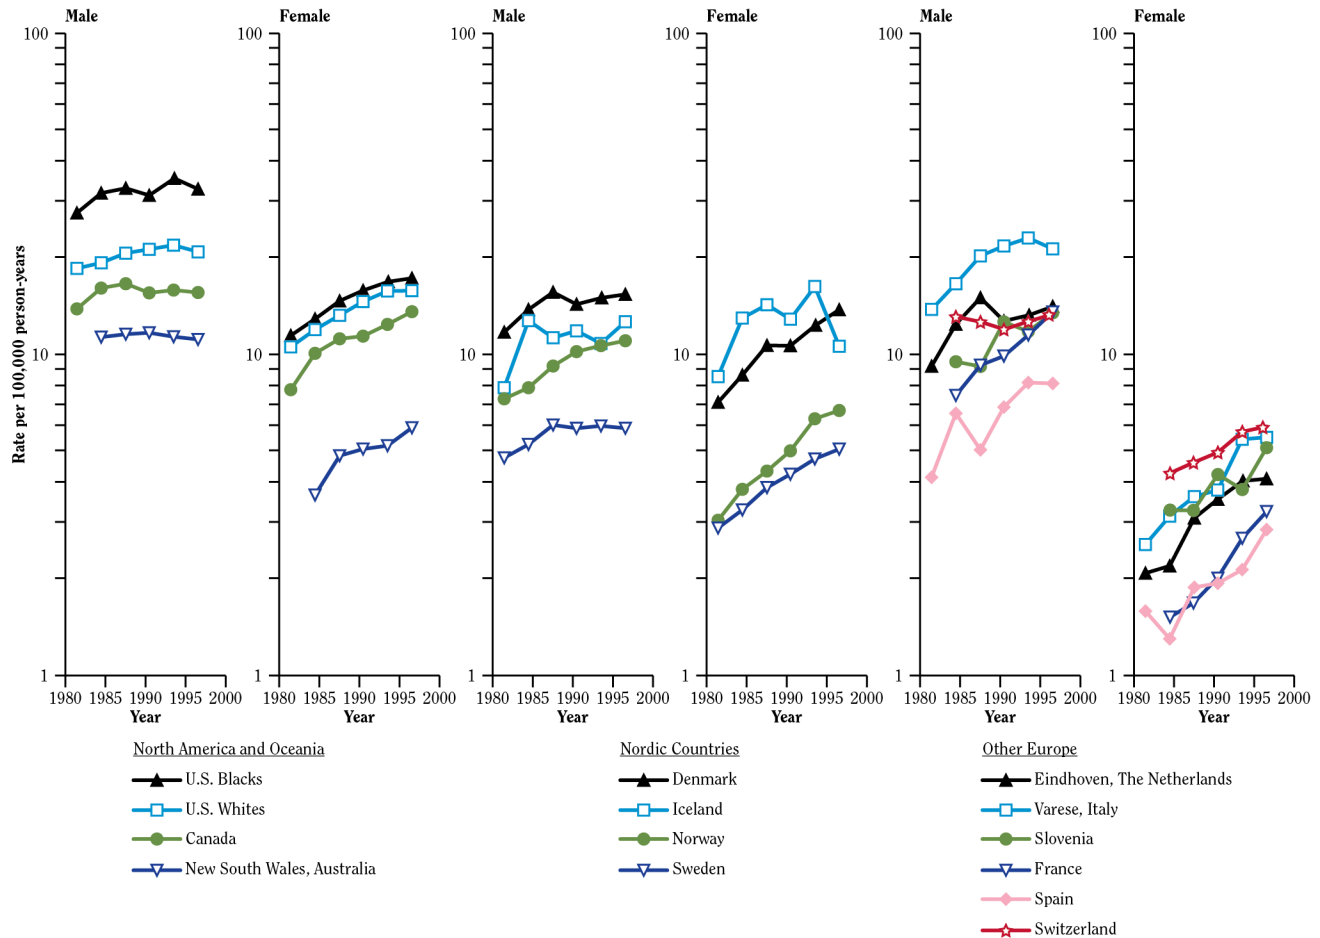 Male Female Male Female Male Female
100 100 100 100 100 100
Rate per 100,000 person-years
10 10 10 10 10 10
1 1 1 1 1 1
1980 1985 1990 1995 2000 1980 1985 1990 1995 2000 1980 1985 1990 1995 2000 1980 1985 1990 1995 2000 1980 1985 1990 1995 2000 1980 1985 1990 1995 2000
Year Year Year Year Year Year
North America and Oceania
U.S. Blacks
U.S. Whites
Canada
New South Wales, Australia
Nordic Countries
Denmark
Iceland
Norway
Sweden
Other Europe
Eindhoven, The Netherlands
Varese, Italy
Slovenia
France
Spain
Switzerland